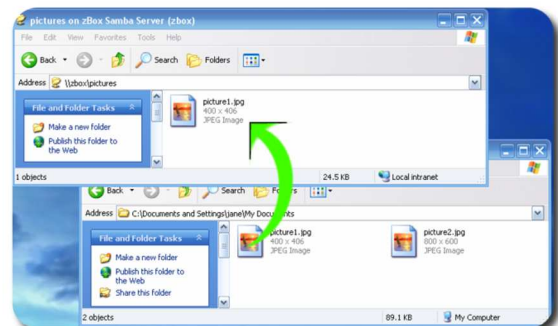 pictures on zBox Samba Server (zbox)
File Edit View Favorites Tools Help
Back Search Folders
Address \\zbox\pictures
File and Folder Tasks
Make a new folder
Publish this folder to
the Web
picture1.jpg
400 x 406
JPEG Image
1 objects 24.5 KB Local intranet
Back Search
Address C:\Documents and Settings\jane\My Documents
File and Folder Tasks
Make a new folder
Publish this folder to
the Web
Share this folder
picture1.jpg
400 x 406
JPEG Image
picture2.jpg
800 x 600
JPEG Image
2 objects 89.1 KB My Computer